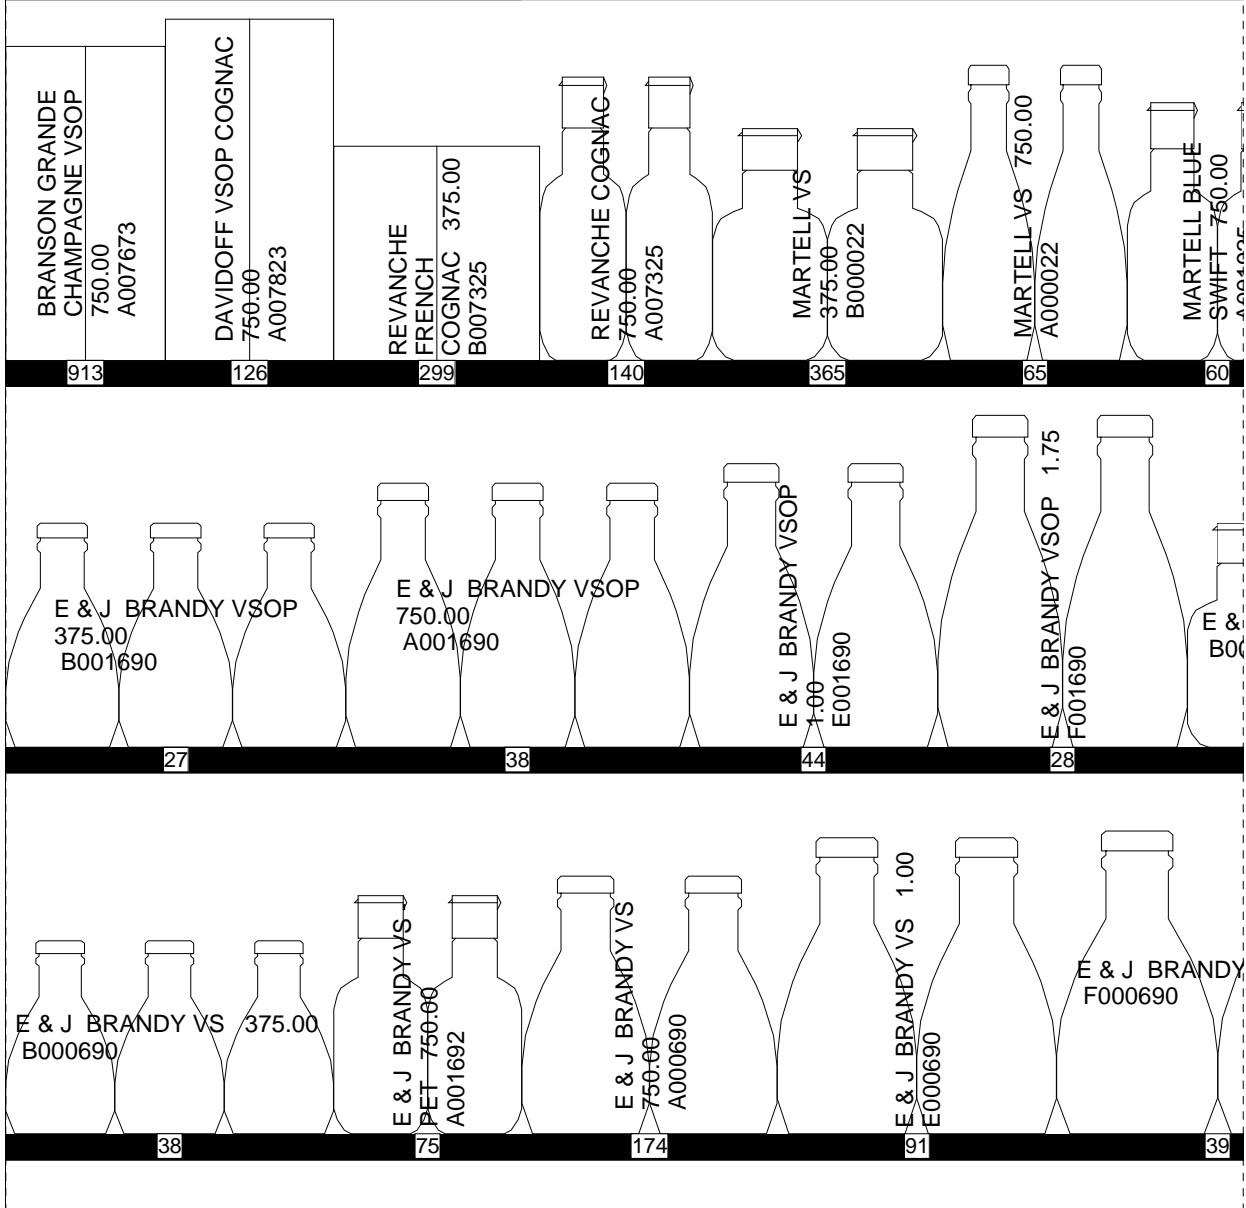 BRANSON GRANDE
CHAMPAGNE VSOP
750.00
A007673
DAVIDOFF VSOP COGNAC
750.00
A007823
REVANCHE
FRENCH
COGNAC 375.00
B007325
REVANCHE COGNAC
750.00
A007325
MARTELL VS
375.00
B000022
MARTELL VS 750.00
A000022
MARTELL BLUE
SWIFT 750.00
913
126
299
140
365
65
60
E & J BRANDY VSOP
375.00
B001690
E & J BRANDY VSOP
750.00
A001690
E & J BRANDY VSOP
1.00
E001690
E & J BRANDY VSOP 1.75
F001690
E &
27
38
44
28
E & J BRANDY VS 375.00
B000690
E & J BRANDY VS
PET 750.00
A001692
E & J BRANDY VS
750.00
A000690
E & J BRANDY VS 1.00
E000690
E & J BRANDY
F000690
38
75
174
91
39